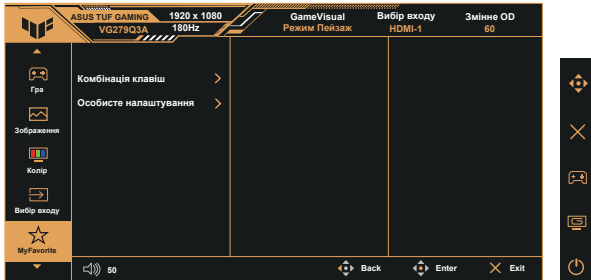 ASUS TUF GAMING 1920 x 1080
VG279Q3A 180Hz
GameVisual
Режим Пейзаж
Вибір входу
HDMI-1
Змінне OD
60
Гра
Зображення
Колір
Вибір входу
MyFavorite
Комбінація клавіш
Особисте налаштування
50
Back
Enter
Exit